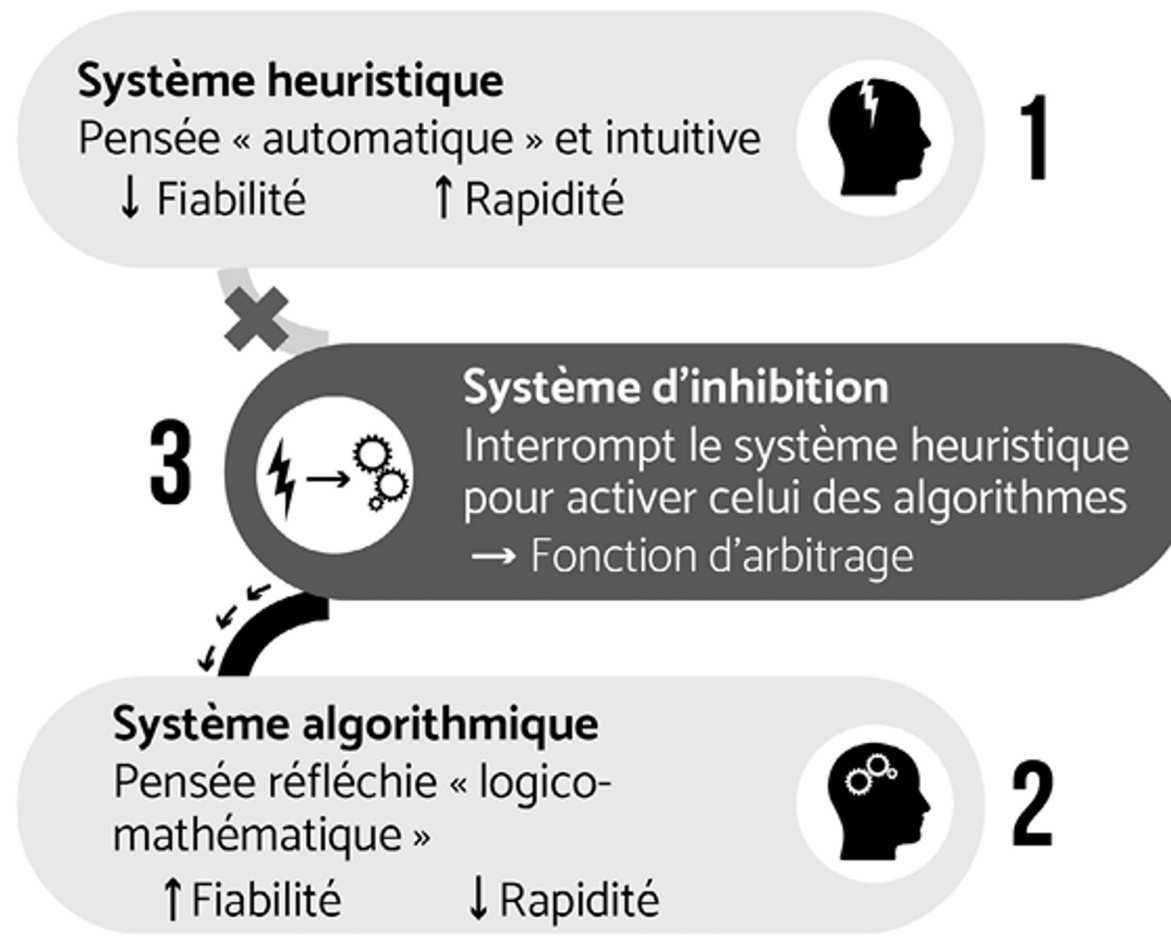 Système heuristique
Pensée « automatique » et intuitive
↓ Fiabilité ↑ Rapidité
1
Système d'inhibition
Interrompt le système heuristique
pour activer celui des algorithmes
→ Fonction d'arbitrage
3
Système algorithmique
Pensée réfléchie « logico-
mathématique »
↑ Fiabilité ↓ Rapidité
2